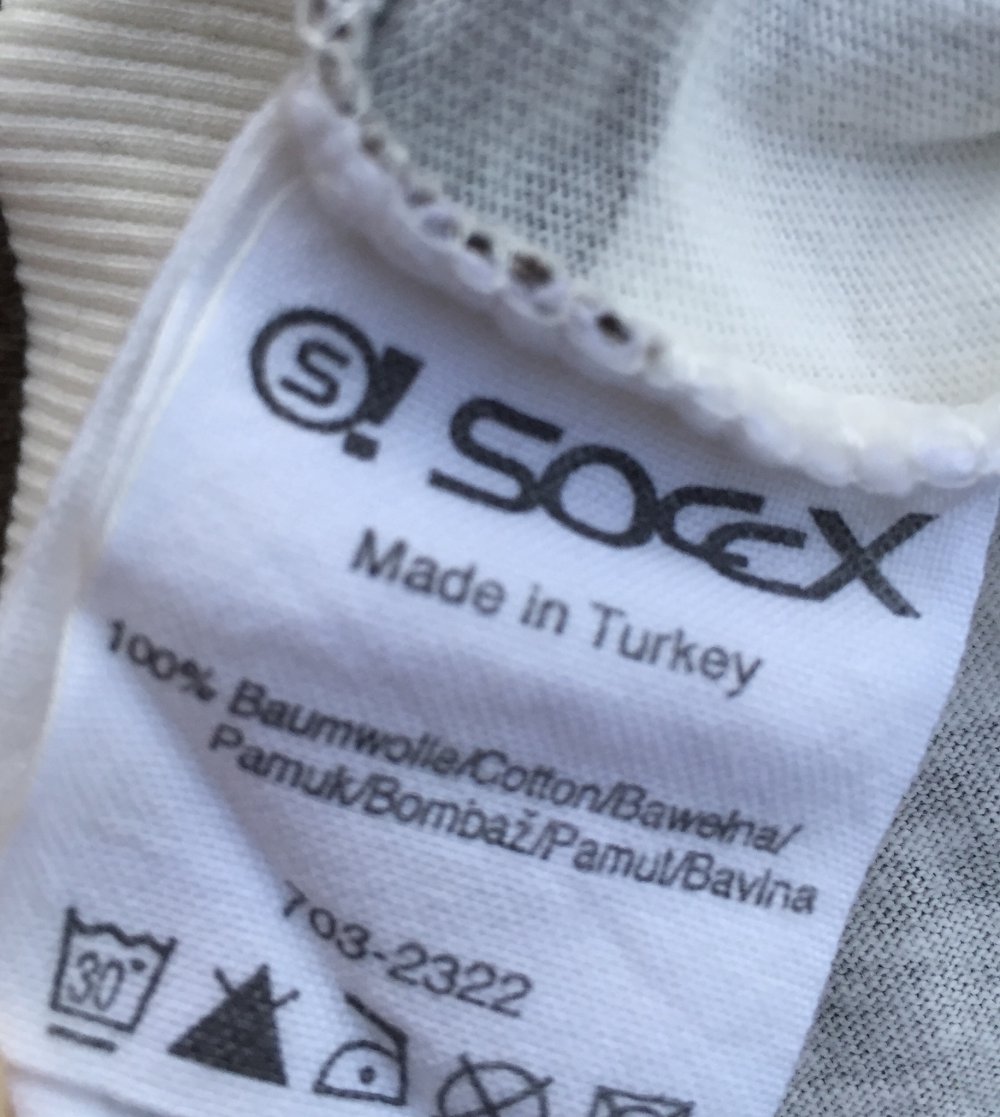 S! SOCEX
Made in Turkey
100% Baumwolle/Cotton/Bawełna/
Pamuk/Bombaž/Pamut/Bavlna
703-2322
30°